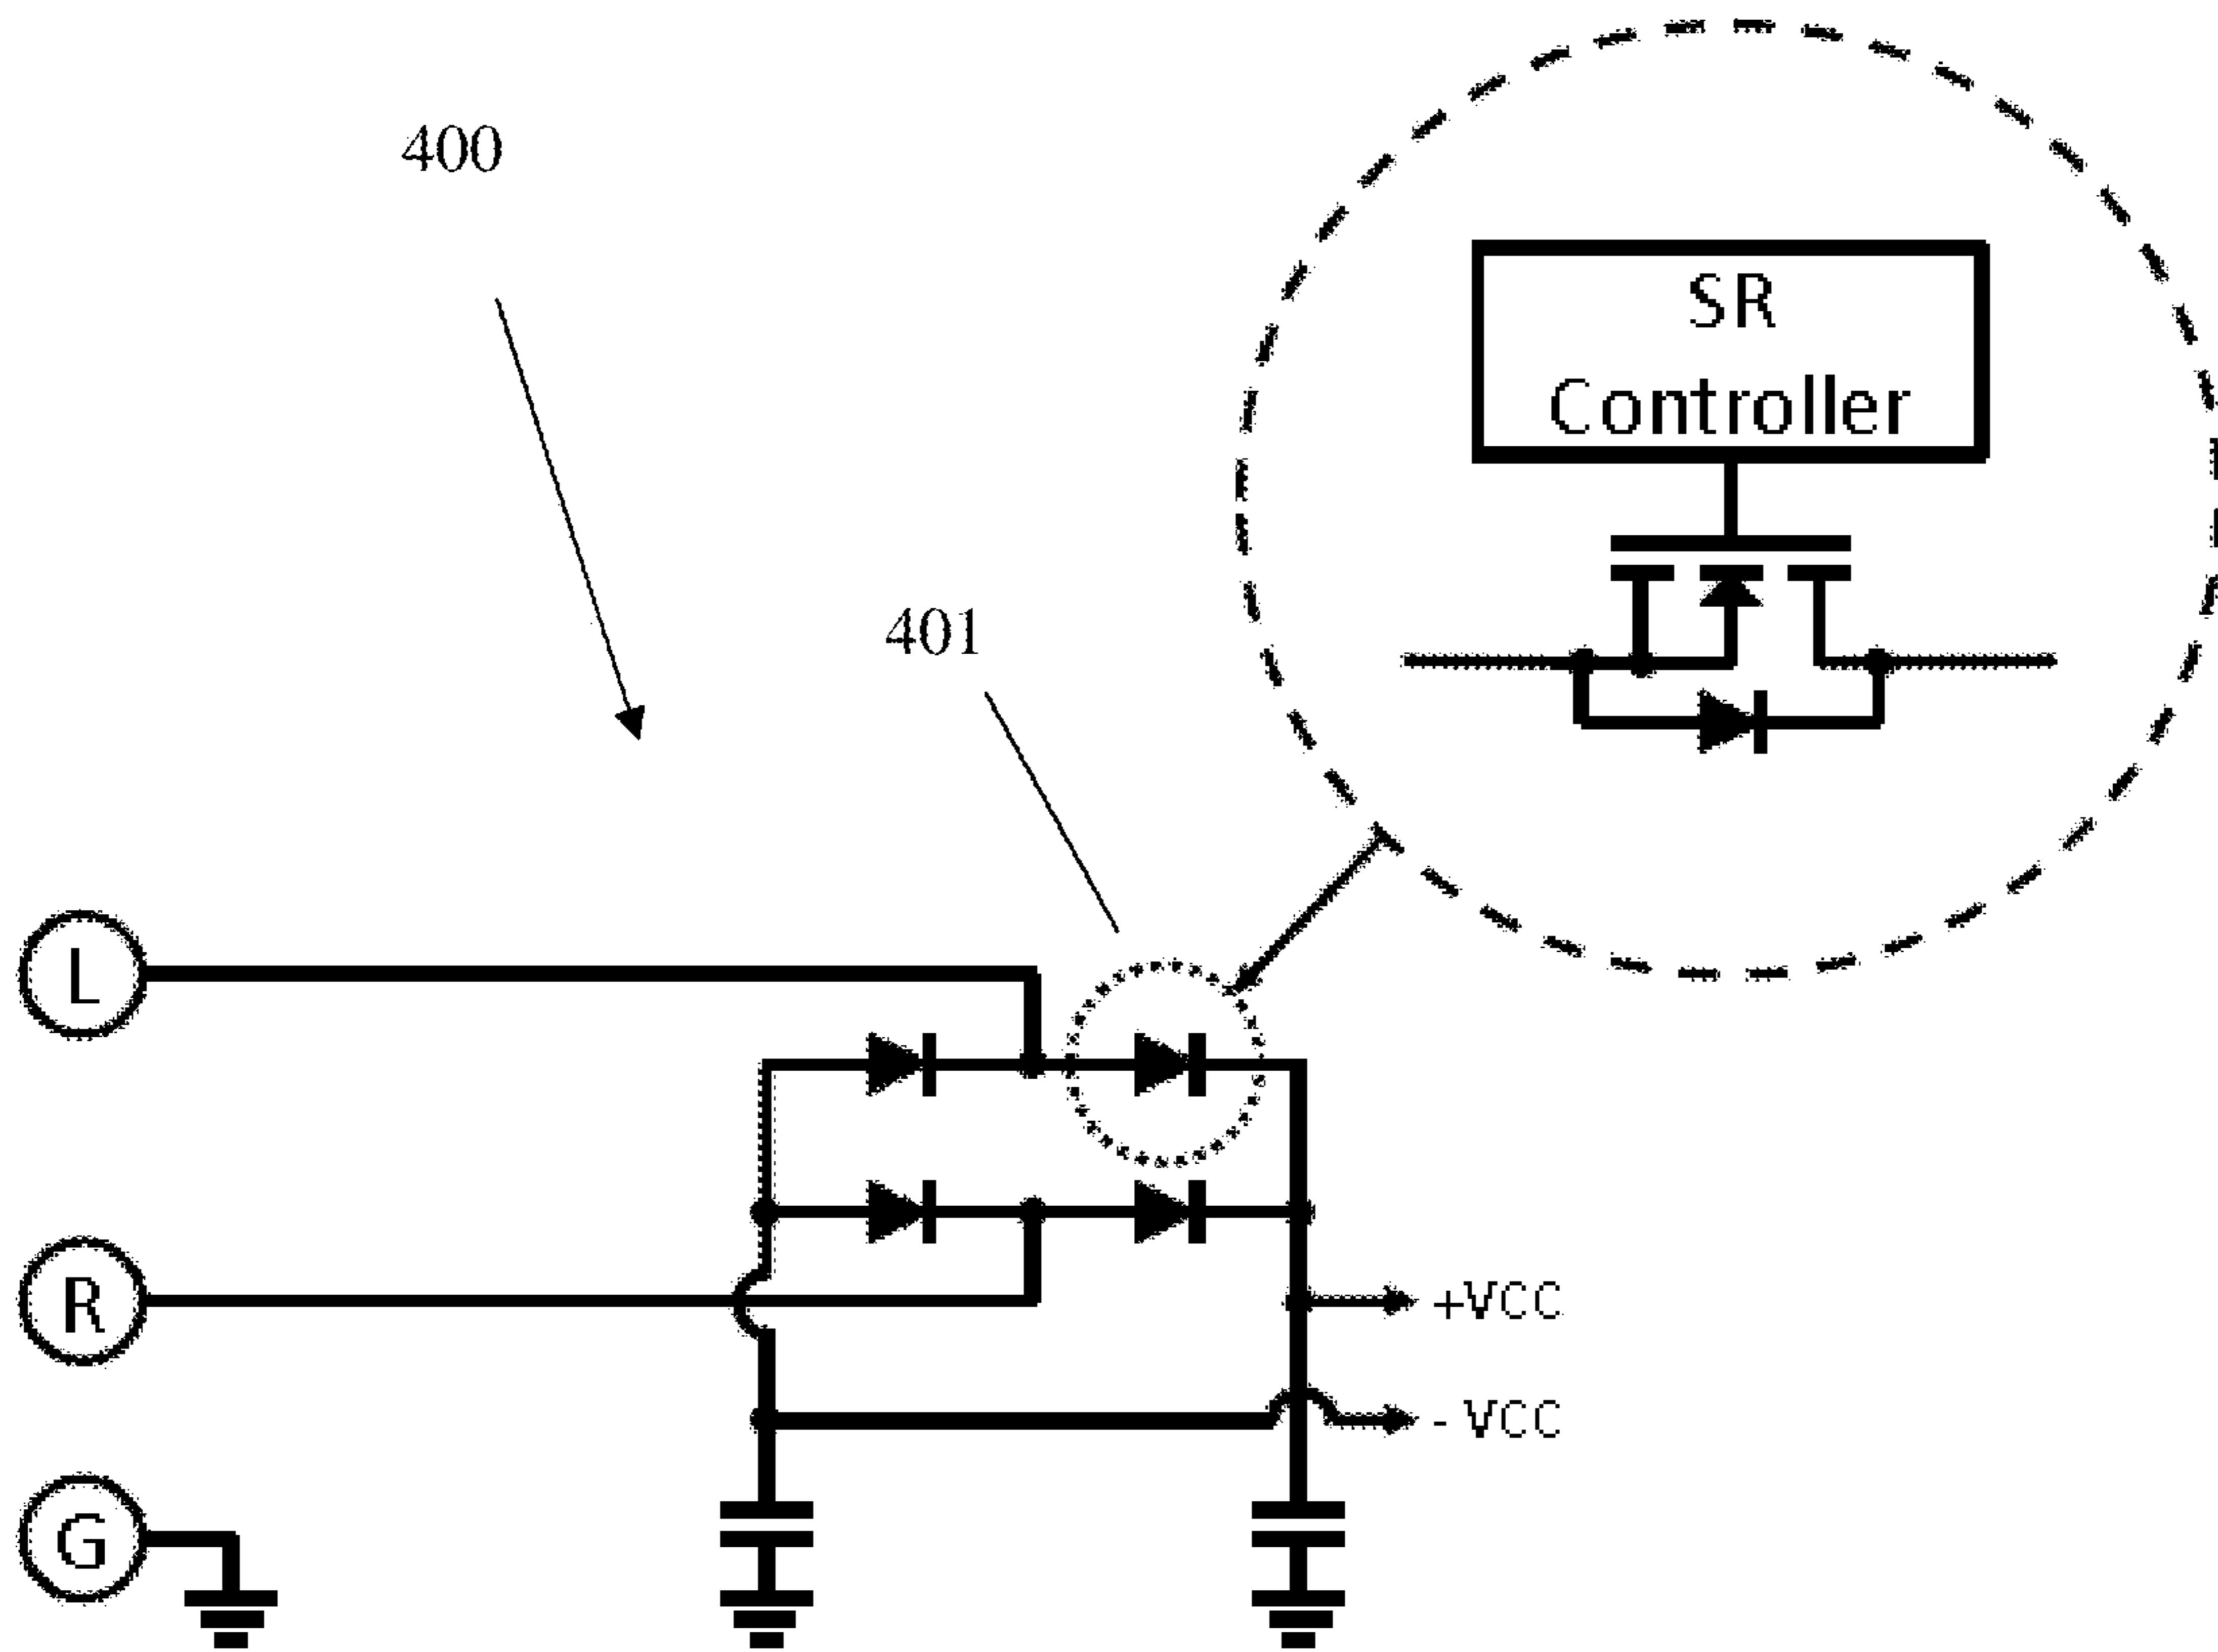 400
SR
Controller
401
L
R
+VCC
- VCC
G